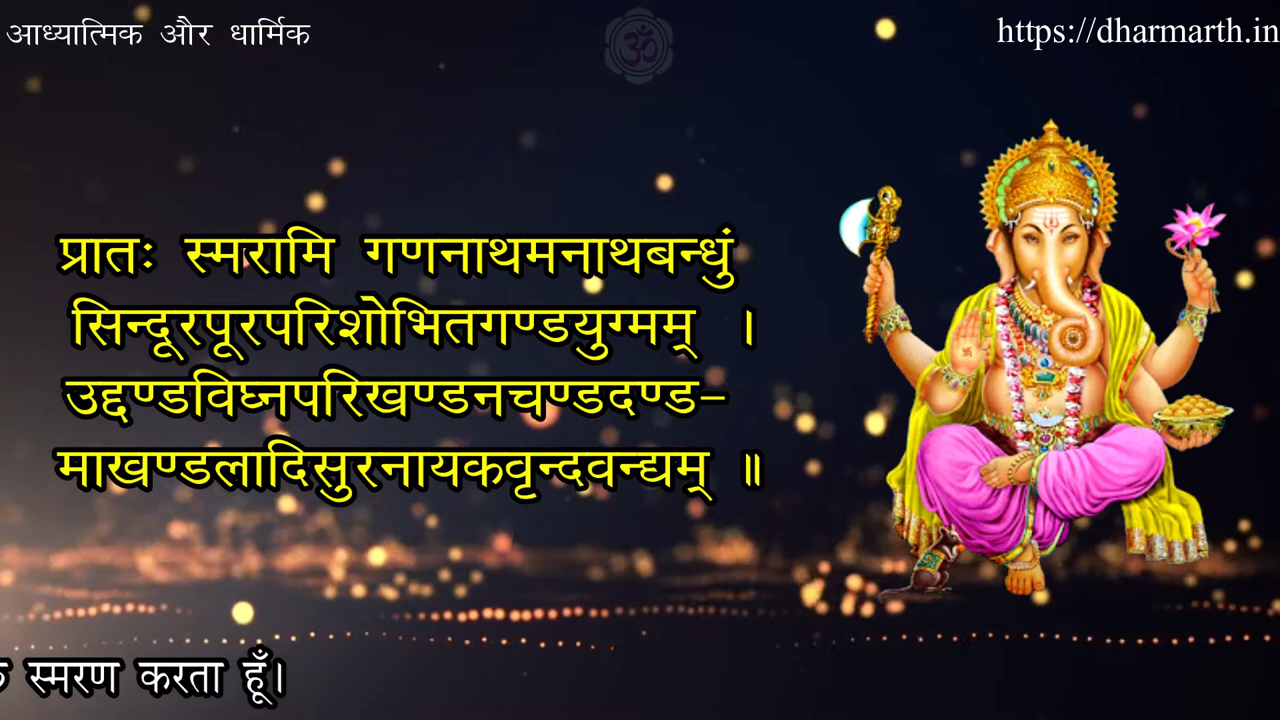 आध्यात्मिक और धार्मिक
https://dharmarth.in
प्रातः स्मरामि गणनाथमनाथबन्धुं
सिन्दूरपूरपरिशोभितगण्डयुग्मम् ।
उद्दण्डविघ्नपरिखण्डनचण्डदण्ड-
माखण्डलादिसुरनायकवृन्दवन्द्यम् ॥
स्मरण करता हूँ।